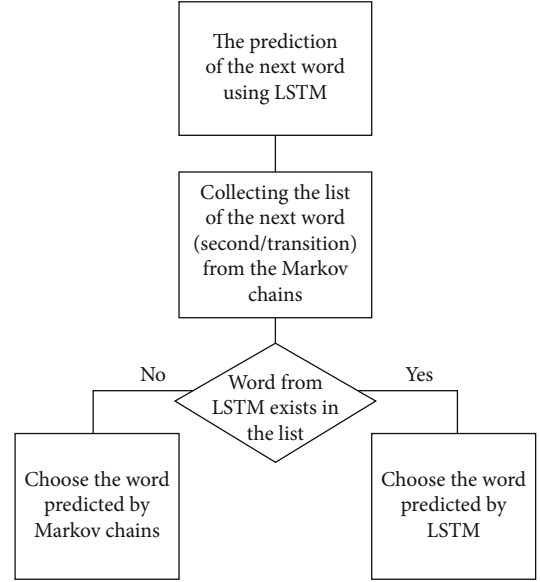 The prediction
of the next word
using LSTM
Collecting the list
of the next word
(second/transition)
from the Markov
chains
No
Yes
Word from
LSTM exists in
the list
Choose the word
predicted by
Markov chains
Choose the word
predicted by
LSTM